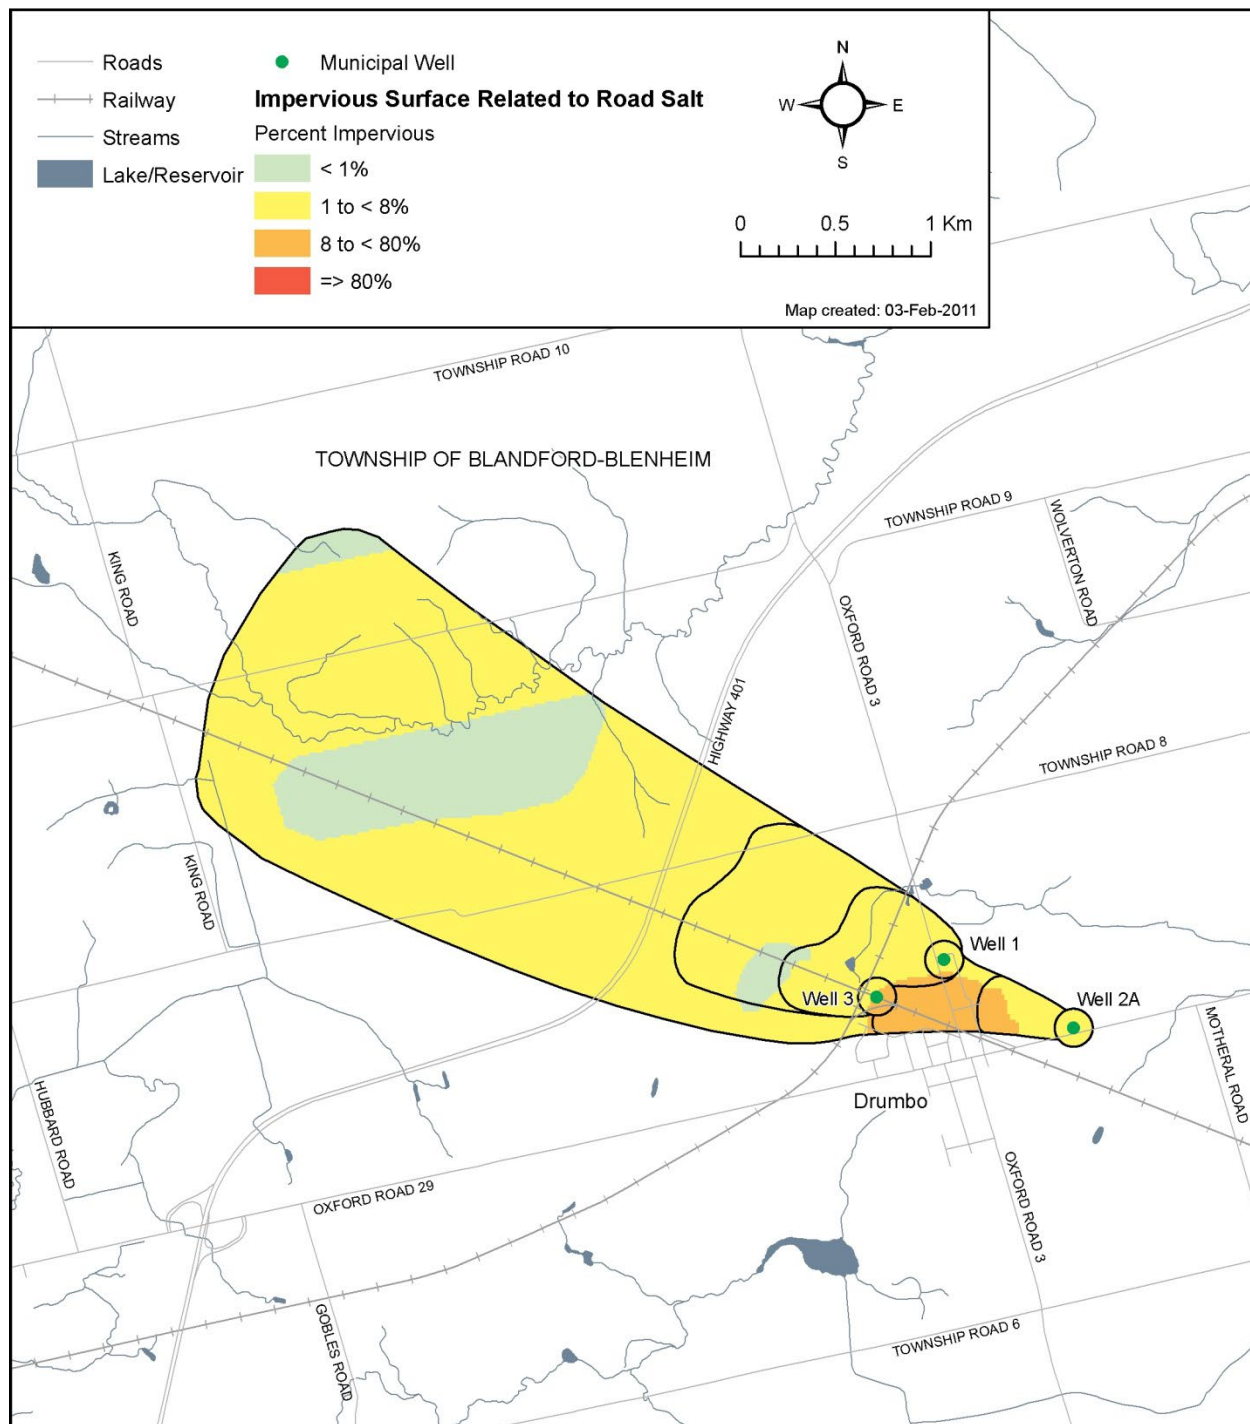 Roads
Railway
Streams
Lake/Reservoir
Municipal Well
Impervious Surface Related to Road Salt
Percent Impervious
< 1%
1 to < 8%
8 to < 80%
=> 80%
N
W
E
S
0 0.5 1 Km
Map created: 03-Feb-2011
TOWNSHIP ROAD 10
TOWNSHIP OF BLANDFORD-BLENHEIM
TOWNSHIP ROAD 9
WOLVERTON ROAD
KING ROAD
OXFORD ROAD 3
HIGHWAY 401
TOWNSHIP ROAD 8
KING ROAD
Well 1
Well 3
Well 2A
MOTHERAL ROAD
Drumbo
HUBBARD ROAD
OXFORD ROAD 29
OXFORD ROAD 3
GOBLES ROAD
TOWNSHIP ROAD 6